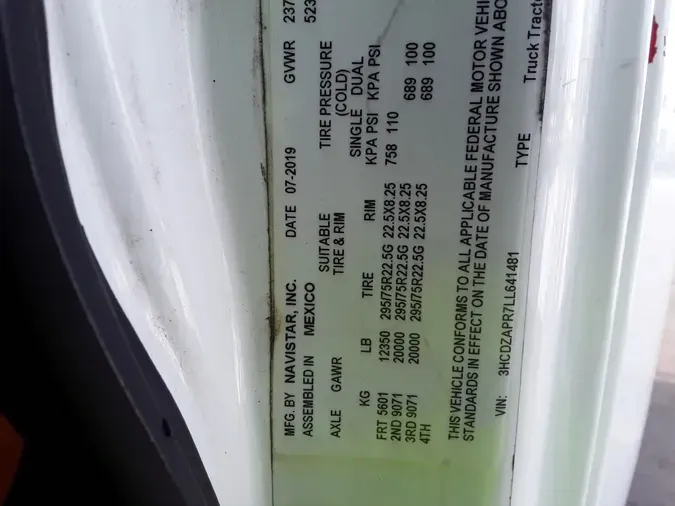 MFG. BY NAVISTAR, INC. DATE 07-2019 GVWR 237
ASSEMBLED IN MEXICO 523
SUITABLE TIRE PRESSURE
AXLE GAWR TIRE & RIM (COLD)
SINGLE DUAL
KG LB TIRE RIM KPA PSI KPA PSI
FRT 5601 12350 295/75R22.5G 22.5X8.25 758 110
2ND 9071 20000 295/75R22.5G 22.5X8.25 689 100
3RD 9071 20000 295/75R22.5G 22.5X8.25 689 100
4TH
THIS VEHICLE CONFORMS TO ALL APPLICABLE FEDERAL MOTOR VEHI
STANDARDS IN EFFECT ON THE DATE OF MANUFACTURE SHOWN ABO
VIN: 3HCDZAPR7LL641481 TYPE Truck Tracto